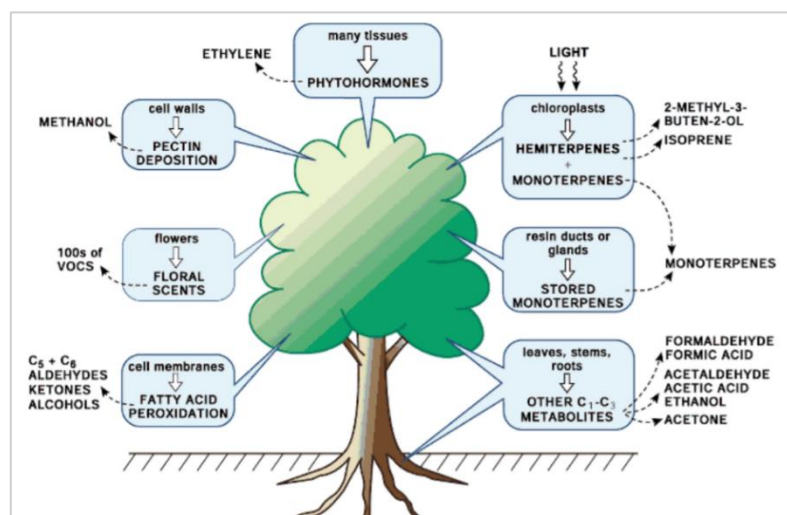 many tissues
PHYTOHORMONES
ETHYLENE
LIGHT
cell walls
PECTIN
DEPOSITION
METHANOL
chloroplasts
HEMITERPENES
+
MONOTERPENES
2-METHYL-3-
BUTEN-2-OL
ISOPRENE
flowers
FLORAL
SCENTS
100s of
VOCS
resin ducts or
glands
STORED
MONOTERPENES
MONOTERPENES
cell membranes
FATTY ACID
PEROXIDATION
C5 + C6
ALDEHYDES
KETONES
ALCOHOLS
leaves, stems,
roots
OTHER C1-C3
METABOLITES
FORMALDEHYDE
FORMIC ACID
ACETALDEHYDE
ACETIC ACID
ETHANOL
ACETONE